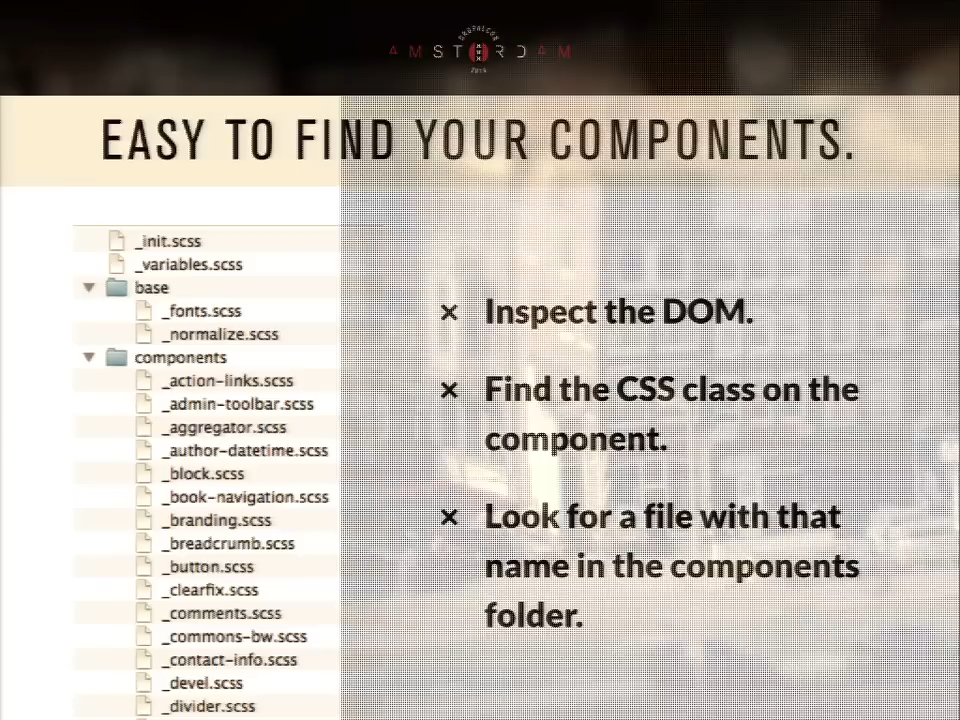 DRUPALCON
AMSTERDAM
2014
EASY TO FIND YOUR COMPONENTS.
_init.scss
_variables.scss
base
_fonts.scss
_normalize.scss
components
_action-links.scss
_admin-toolbar.scss
_aggregator.scss
_author-datetime.scss
_block.scss
_book-navigation.scss
_branding.scss
_breadcrumb.scss
_button.scss
_clearfix.scss
_comments.scss
_commons-bw.scss
_contact-info.scss
_devel.scss
_divider.scss
× Inspect the DOM.
× Find the CSS class on the
component.
× Look for a file with that
name in the components
folder.